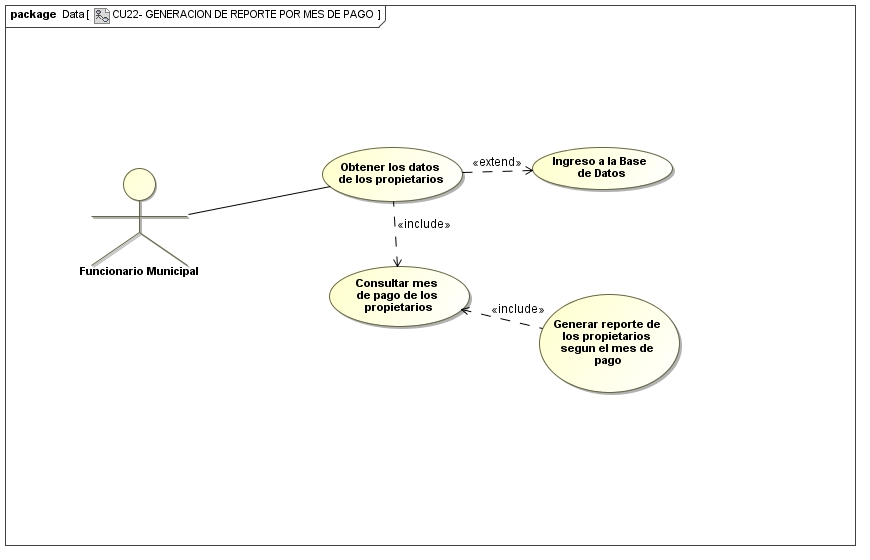 package Data [ CU22- GENERACION DE REPORTE POR MES DE PAGO ]
Obtener los datos
de los propietarios
«extend»
Ingreso a la Base
de Datos
Funcionario Municipal
«include»
Consultar mes
de pago de los
propietarios
«include»
Generar reporte de
los propietarios
segun el mes de
pago